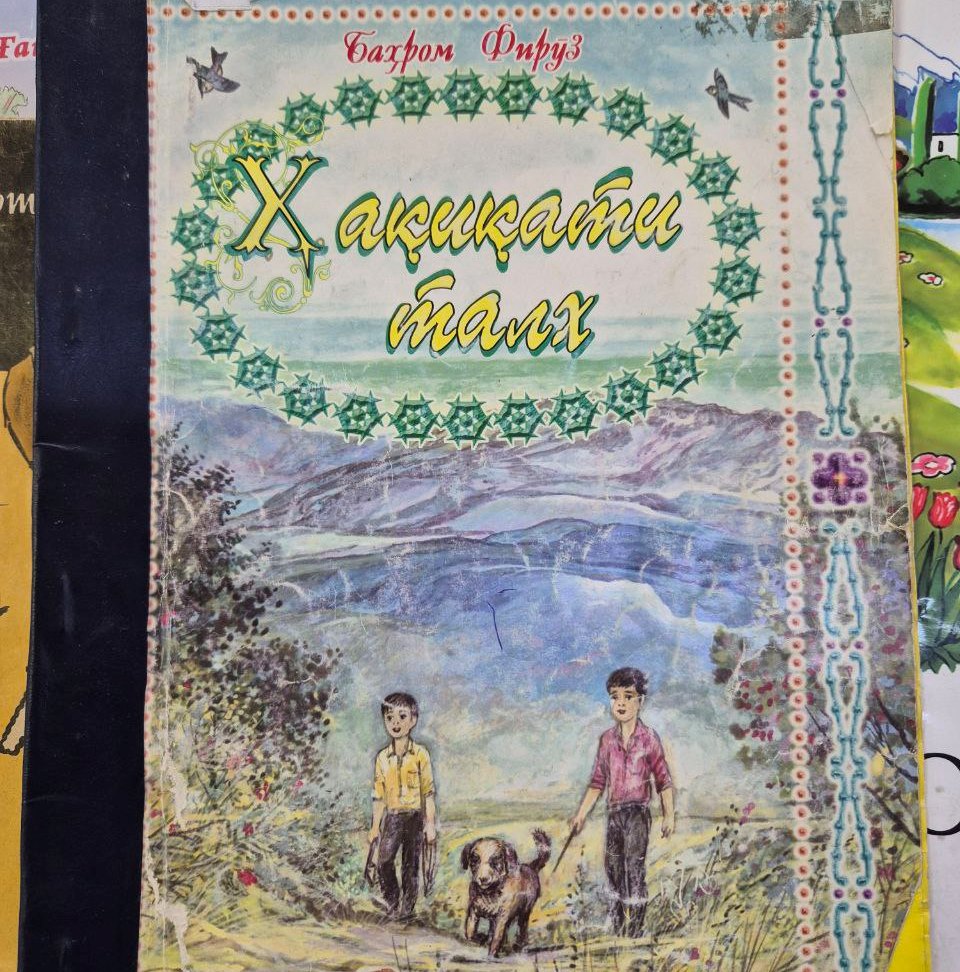 Баҳром Фирӯз
Ҳақиқати
талх